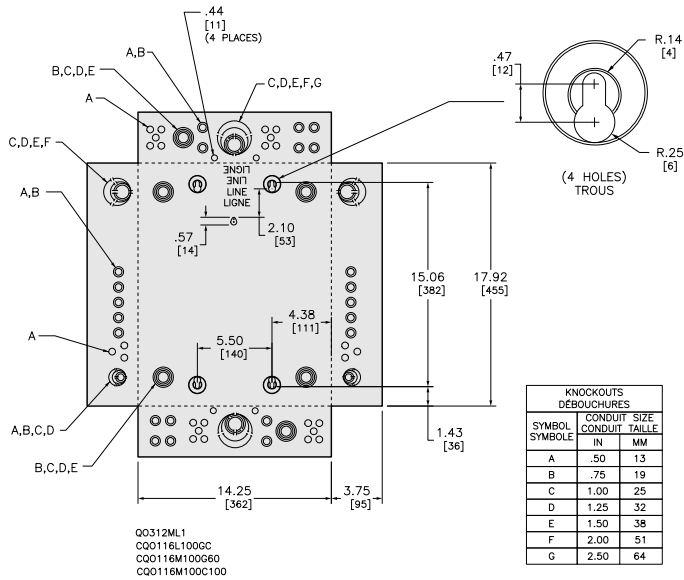 .44
[11]
(4 PLACES)
A,B
B,C,D,E
A
C,D,E,F,G
C,D,E,F
A,B
LIGNE
LINE
LINE
LIGNE
.57
[14]
2.10
[53]
.47
[12]
R.14
[4]
R.25
[6]
(4 HOLES)
TROUS
15.06
[382]
17.92
[455]
4.38
[111]
5.50
[140]
A
A,B,C,D
B,C,D,E
1.43
[36]
14.25
[362]
3.75
[95]
KNOCKOUTS
DÉBOUCHURES
SYMBOL
SYMBOLE
CONDUIT SIZE
CONDUIT TAILLE
IN MM
A .50 13
B .75 19
C 1.00 25
D 1.25 32
E 1.50 38
F 2.00 51
G 2.50 64
QO312ML1
CQO116L100GC
CQO116M100G60
CQO116M100C100